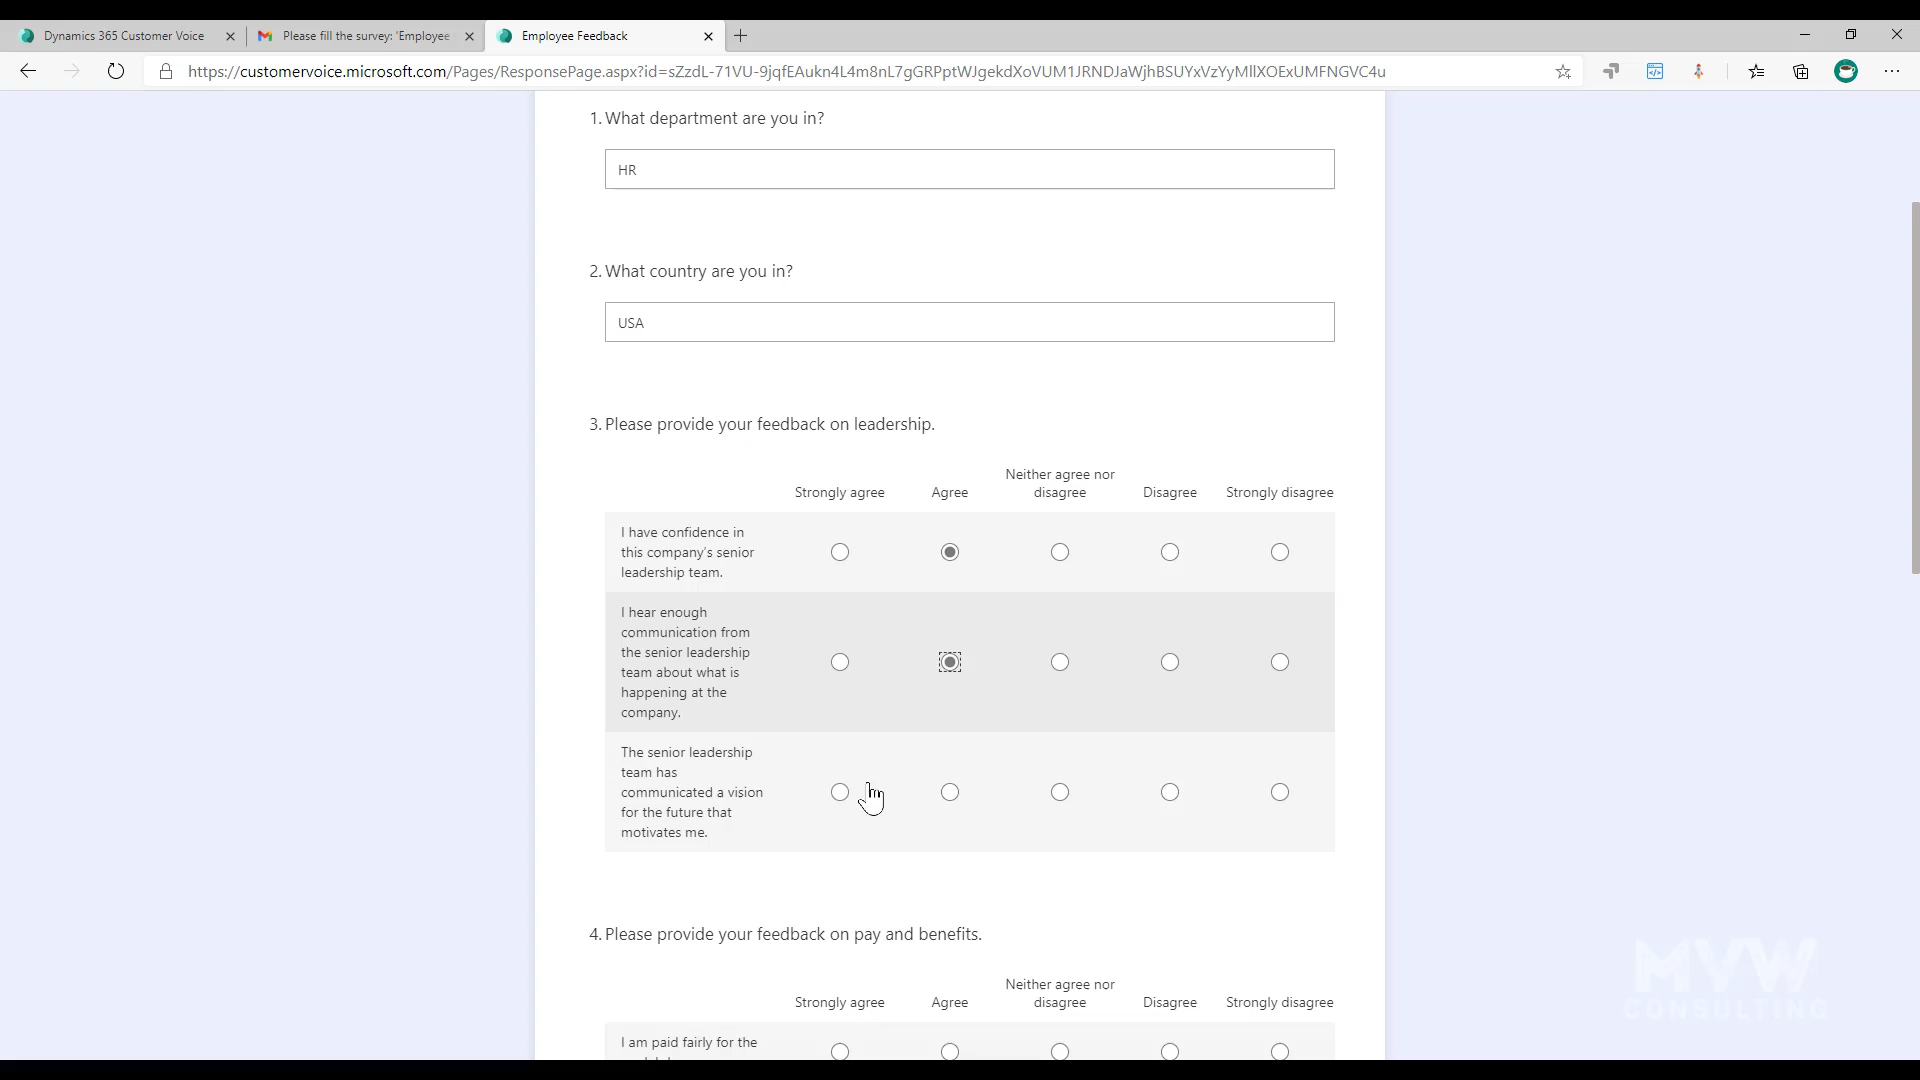 Dynamics 365 Customer Voice
Please fill the survey: 'Employee
Employee Feedback
https://customervoice.microsoft.com/Pages/ResponsePage.aspx?id=sZzdL-71VU-9jqfEAukn4L4m8nL7gGRPptWJgekdXoVUM1JRNDJaWjhBSUYxVzYyMllXOExUMFNGVC4u
1. What department are you in?
HR
2. What country are you in?
USA
3. Please provide your feedback on leadership.
Strongly agree
Agree
Neither agree nor
disagree
Disagree
Strongly disagree
I have confidence in
this company's senior
leadership team.
I hear enough
communication from
the senior leadership
team about what is
happening at the
company.
The senior leadership
team has
communicated a vision
for the future that
motivates me.
4. Please provide your feedback on pay and benefits.
Strongly agree
Agree
Neither agree nor
disagree
Disagree
Strongly disagree
I am paid fairly for the
MVW
CONSULTING